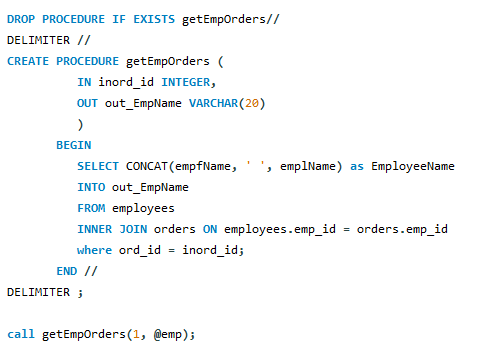 DROP PROCEDURE IF EXISTS getEmpOrders//
DELIMITER //
CREATE PROCEDURE getEmpOrders (
IN inord_id INTEGER,
OUT out_EmpName VARCHAR(20)
)
BEGIN
SELECT CONCAT(empfName, ' ', emplName) as EmployeeName
INTO out_EmpName
FROM employees
INNER JOIN orders ON employees.emp_id = orders.emp_id
where ord_id = inord_id;
END //
DELIMITER ;
call getEmpOrders(1, @emp);